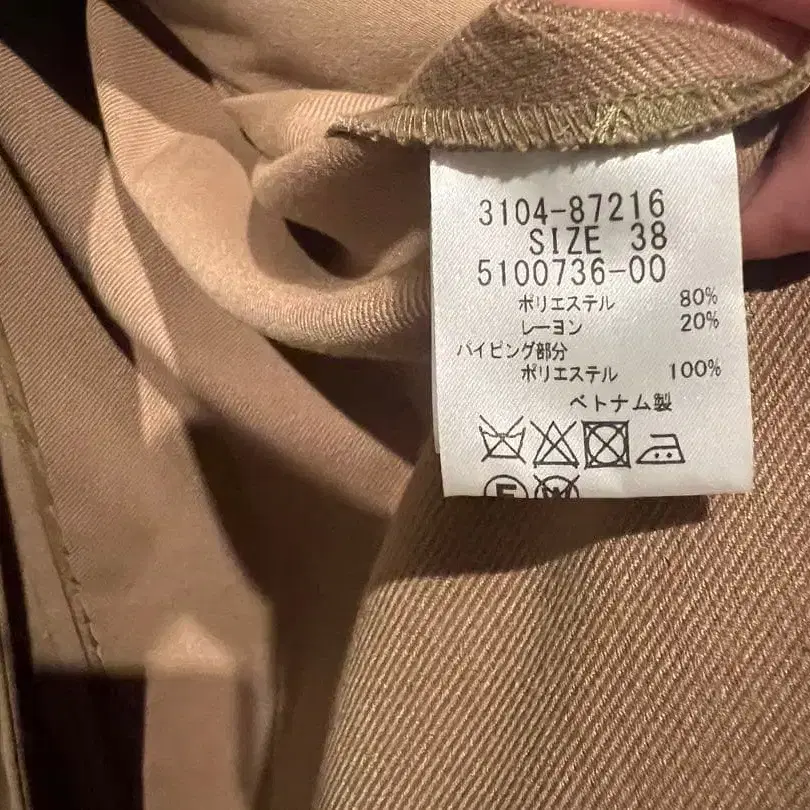 3104-87216
SIZE 38
5100736-00
ポリエステル 80%
レーヨン 20%
パイピング部分
ポリエステル 100%
ベトナム製
F W